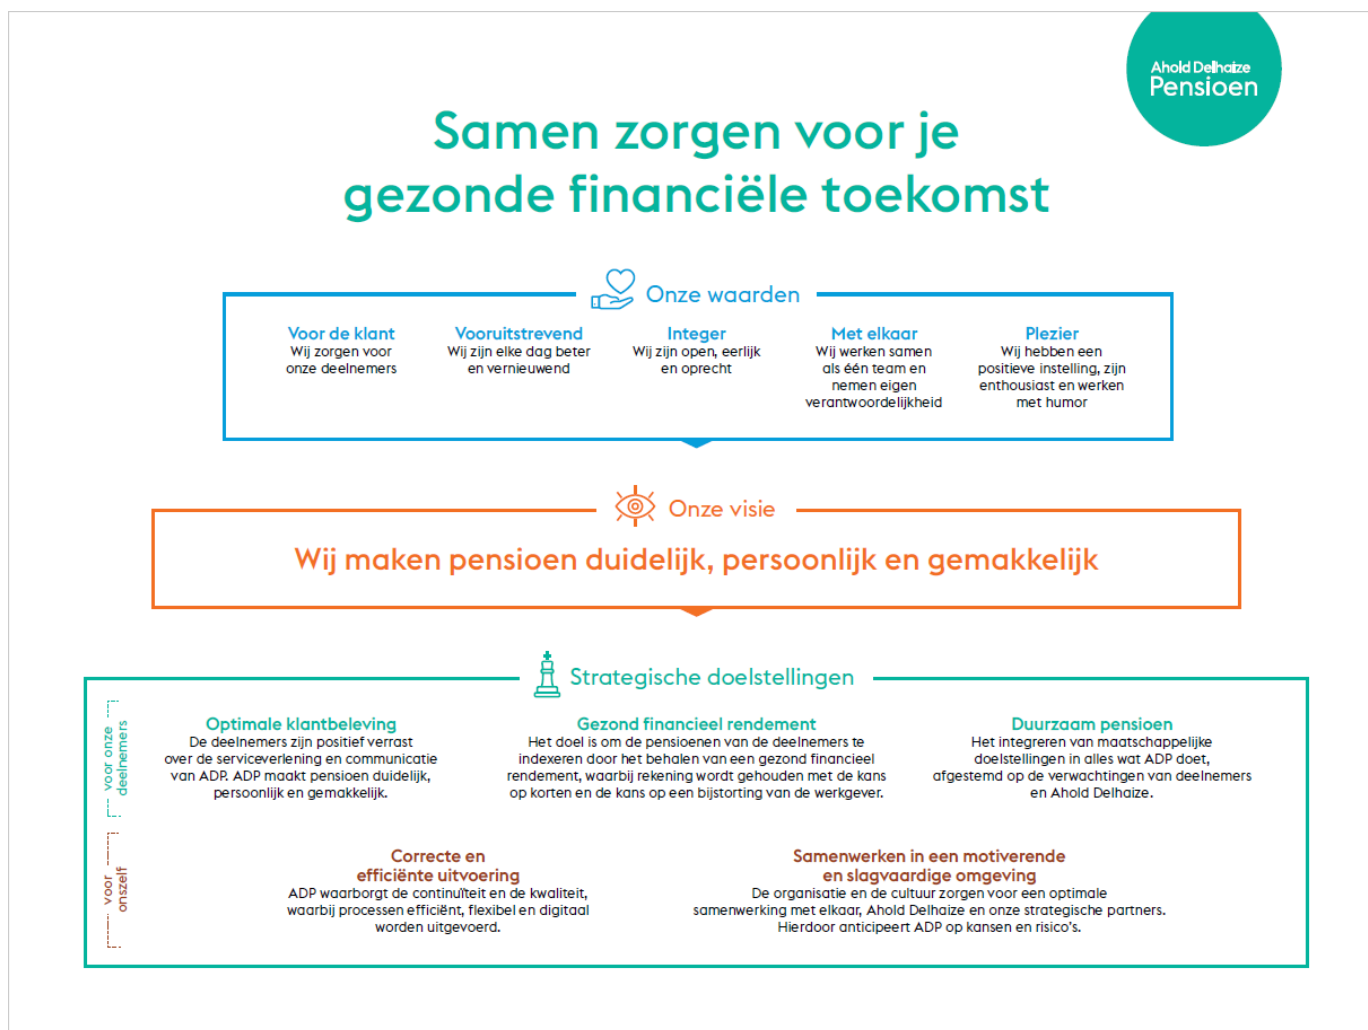 Ahold Delhaize
Pensioen
Samen zorgen voor je
gezonde financiële toekomst
Onze waarden
Voor de klant
Wij zorgen voor
onze deelnemers
Vooruitstrevend
Wij zijn elke dag beter
en vernieuwend
Integer
Wij zijn open, eerlijk
en oprecht
Met elkaar
Wij werken samen
als één team en
nemen eigen
verantwoordelijkheid
Plezier
Wij hebben een
positieve instelling, zijn
enthousiast en werken
met humor
Onze visie
Wij maken pensioen duidelijk, persoonlijk en gemakkelijk
Strategische doelstellingen
voor onze
deelnemers
Optimale klantbeleving
De deelnemers zijn positief verrast
over de serviceverlening en communicatie
van ADP. ADP maakt pensioen duidelijk,
persoonlijk en gemakkelijk.
Gezond financieel rendement
Het doel is om de pensioenen van de deelnemers te
indexeren door het behalen van een gezond financieel
rendement, waarbij rekening wordt gehouden met de kans
op korten en de kans op een bijstorting van de werkgever.
Duurzaam pensioen
Het integreren van maatschappelijke
doelstellingen in alles wat ADP doet,
afgestemd op de verwachtingen van deelnemers
en Ahold Delhaize.
voor
onszelf
Correcte en
efficiënte uitvoering
ADP waarborgt de continuïteit en de kwaliteit,
waarbij processen efficiënt, flexibel en digitaal
worden uitgevoerd.
Samenwerken in een motiverende
en slagvaardige omgeving
De organisatie en de cultuur zorgen voor een optimale
samenwerking met elkaar, Ahold Delhaize en onze strategische partners.
Hierdoor anticipeert ADP op kansen en risico's.